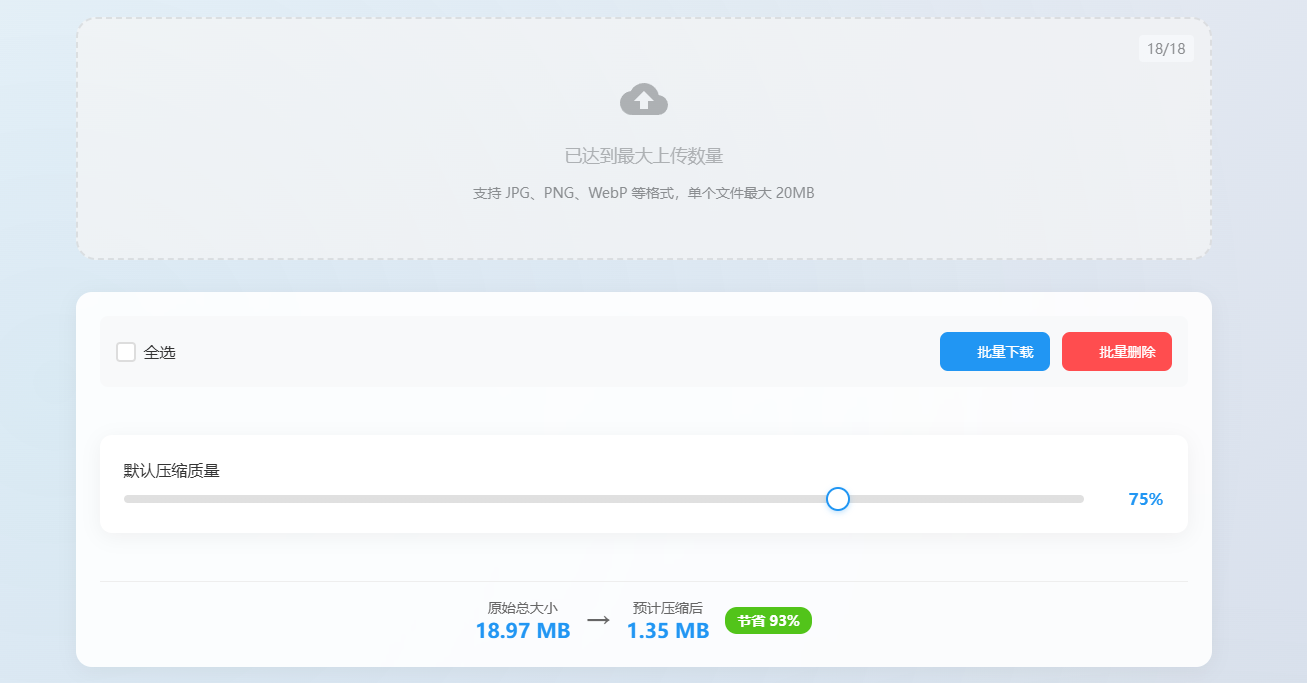 18/18
已达到最大上传数量
支持 JPG、PNG、WebP 等格式，单个文件最大 20MB
全选
批量下载
批量删除
默认压缩质量
75%
原始总大小
18.97 MB
→
预计压缩后
1.35 MB
节省 93%